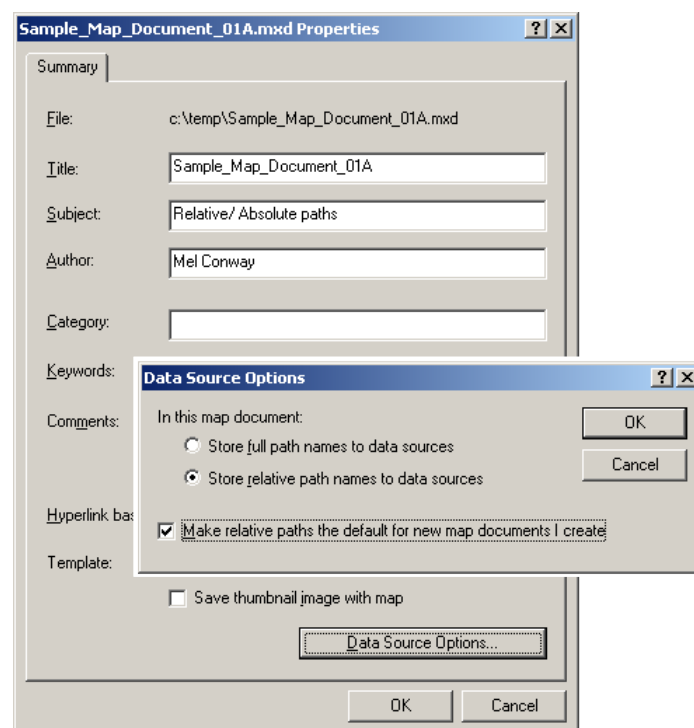 Sample_Map_Document_01A.mxd Properties
Summary
File: c:\temp\Sample_Map_Document_01A.mxd
Title: Sample_Map_Document_01A
Subject: Relative/ Absolute paths
Author: Mel Conway
Category:
Keywords:
Comments:
Hyperlink bas
Template:
Data Source Options
In this map document:
Store full path names to data sources
Store relative path names to data sources
Make relative paths the default for new map documents I create
OK
Cancel
Save thumbnail image with map
Data Source Options...
OK Cancel